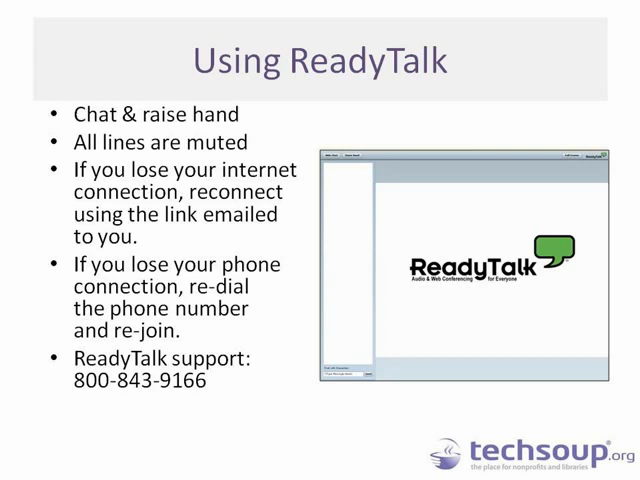 Using ReadyTalk
• Chat & raise hand
• All lines are muted
• If you lose your internet
connection, reconnect
using the link emailed
to you.
• If you lose your phone
connection, re-dial
the phone number
and re-join.
• ReadyTalk support:
800-843-9166
ReadyTalk
Audio & Web Conferencing for Everyone
techsoup.org
the place for nonprofits and libraries